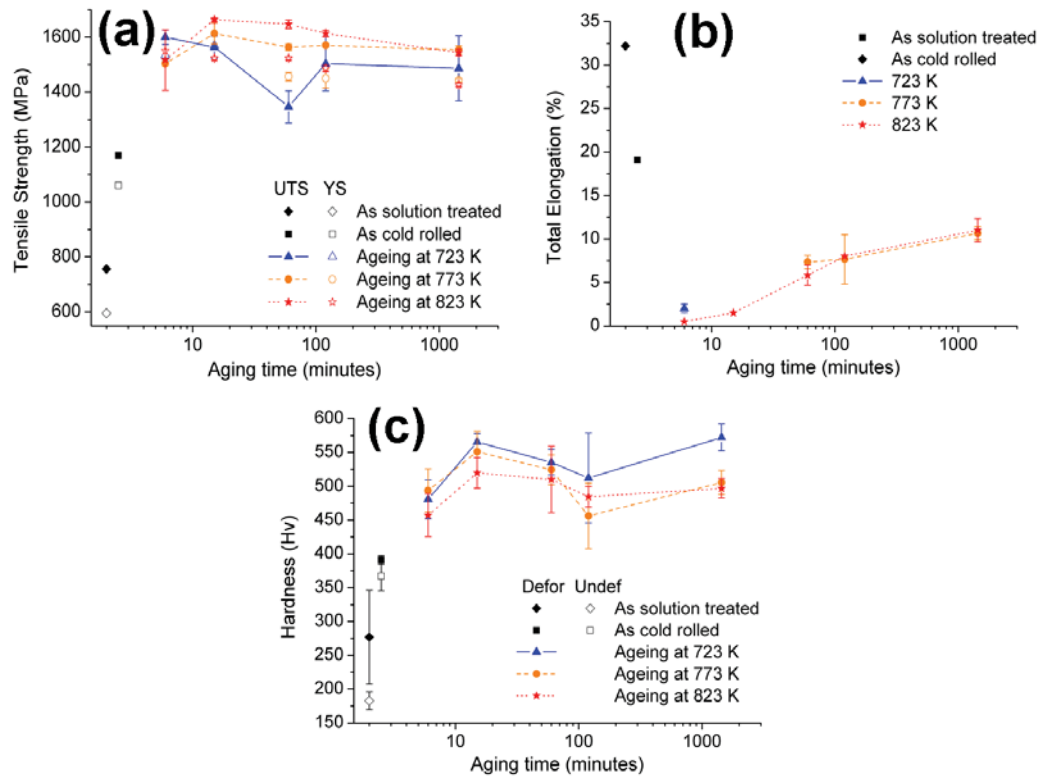 (a)
1600
1400
1200
1000
800
600
Tensile Strength (MPa)
UTS YS
As solution treated
As cold rolled
Ageing at 723 K
Ageing at 773 K
Ageing at 823 K
10 100 1000
Aging time (minutes)
(b)
35
30
25
20
15
10
5
0
Total Elongation (%)
As solution treated
As cold rolled
723 K
773 K
823 K
10 100 1000
Aging time (minutes)
(c)
600
550
500
450
400
350
300
250
200
150
Hardness (Hv)
Defor Undef
As solution treated
As cold rolled
Ageing at 723 K
Ageing at 773 K
Ageing at 823 K
10 100 1000
Aging time (minutes)